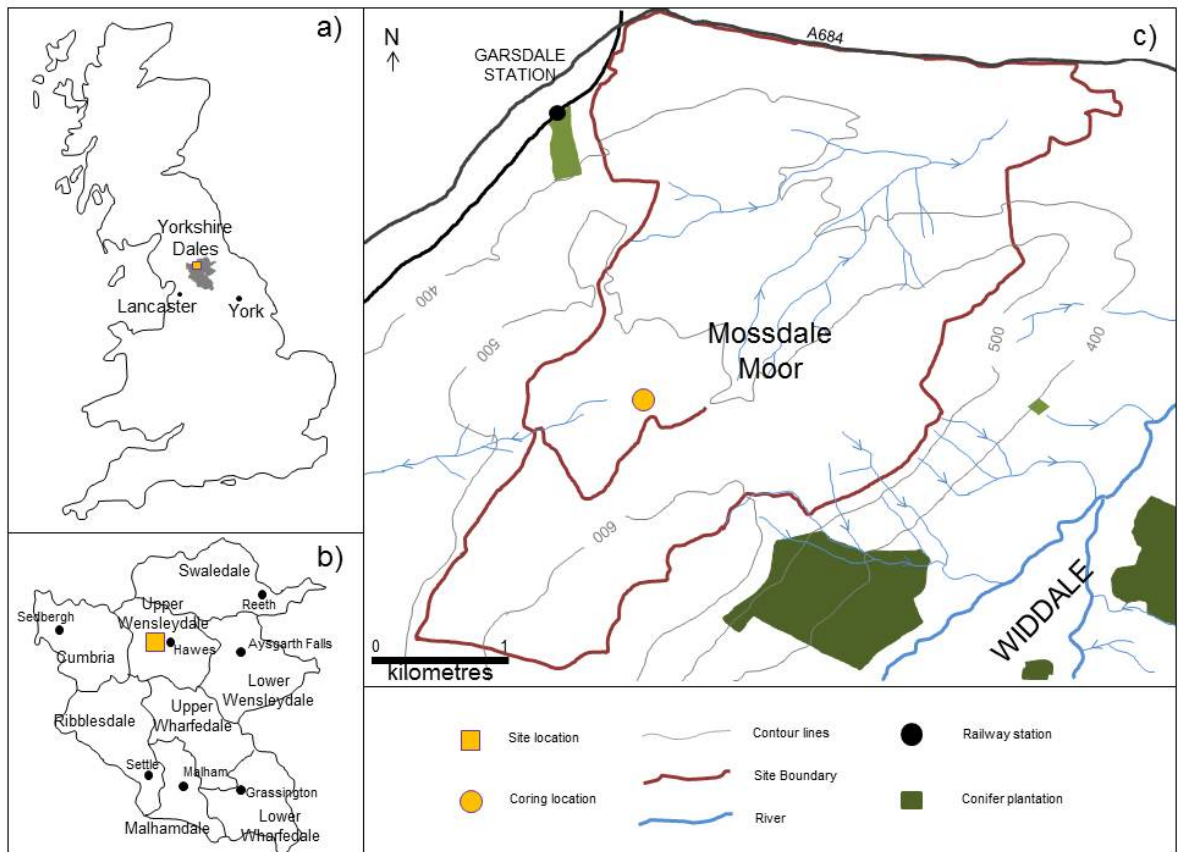 a)
Yorkshire
Dales
Lancaster
York
b)
Swaledale
Reeth
Upper
Wensleydale
Sedbergh
Hawes
Aysgarth Falls
Cumbria
Lower
Wensleydale
Ribblesdale
Upper
Wharfedale
Settle
Malham
Grassington
Malhamdale
Lower
Wharfedale
c)
N
A684
GARSDALE
STATION
400
500
Mossdale
Moor
500
400
600
WIDDALE
0 1
kilometres
Site location
Contour lines
Railway station
Site Boundary
Coring location
Conifer plantation
River